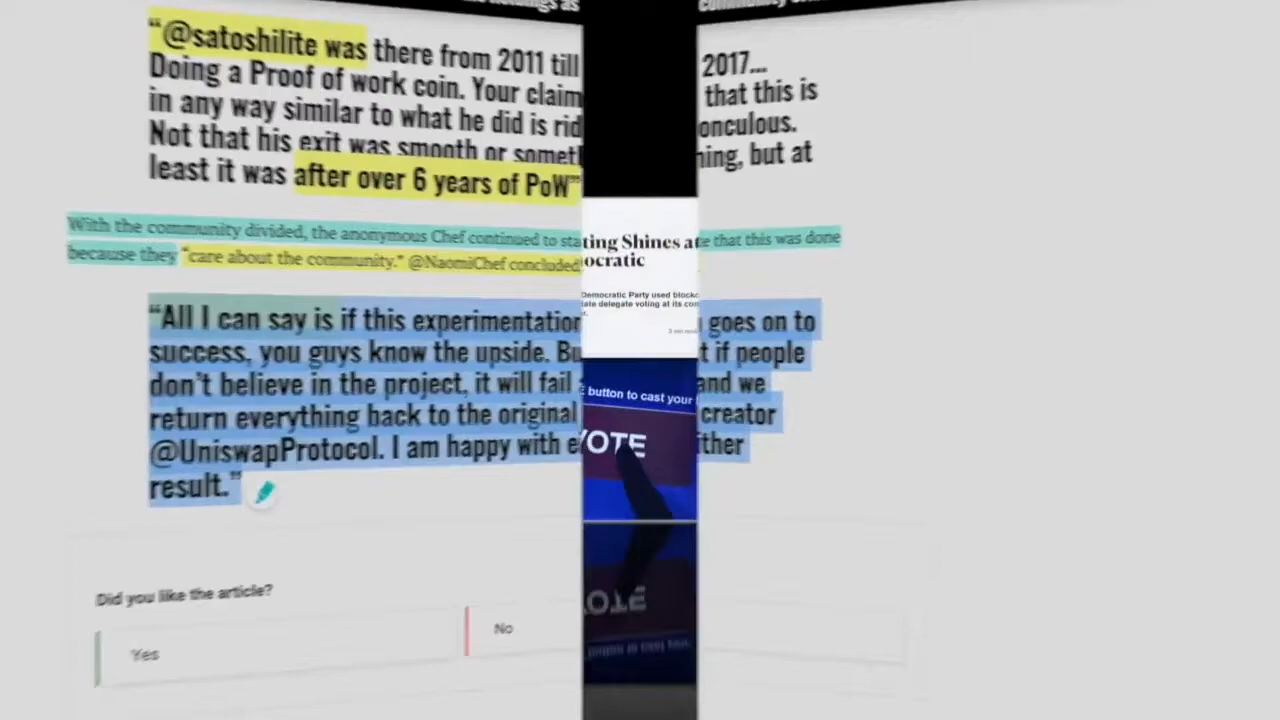 “@satoshilite was there from 2011 till 2017...
Doing a Proof of work coin. Your claim that this is
in any way similar to what he did is rid onculous.
Not that his exit was smooth or someth ning, but at
least it was after over 6 years of PoW”
With the community divided, the anonymous Chef continued to sta te that this was done
because they “care about the community.” @NaomiChef concluded
“All I can say is if this experimentation goes on to
success, you guys know the upside. Bu t if people
don’t believe in the project, it will fail and we
return everything back to the original creator
@UniswapProtocol. I am happy with e ither
result.”
Did you like the article?
Yes
No
ting Shines at
ocratic
Democratic Party used blockc
ate delegate voting at its con
button to cast your
VOTE